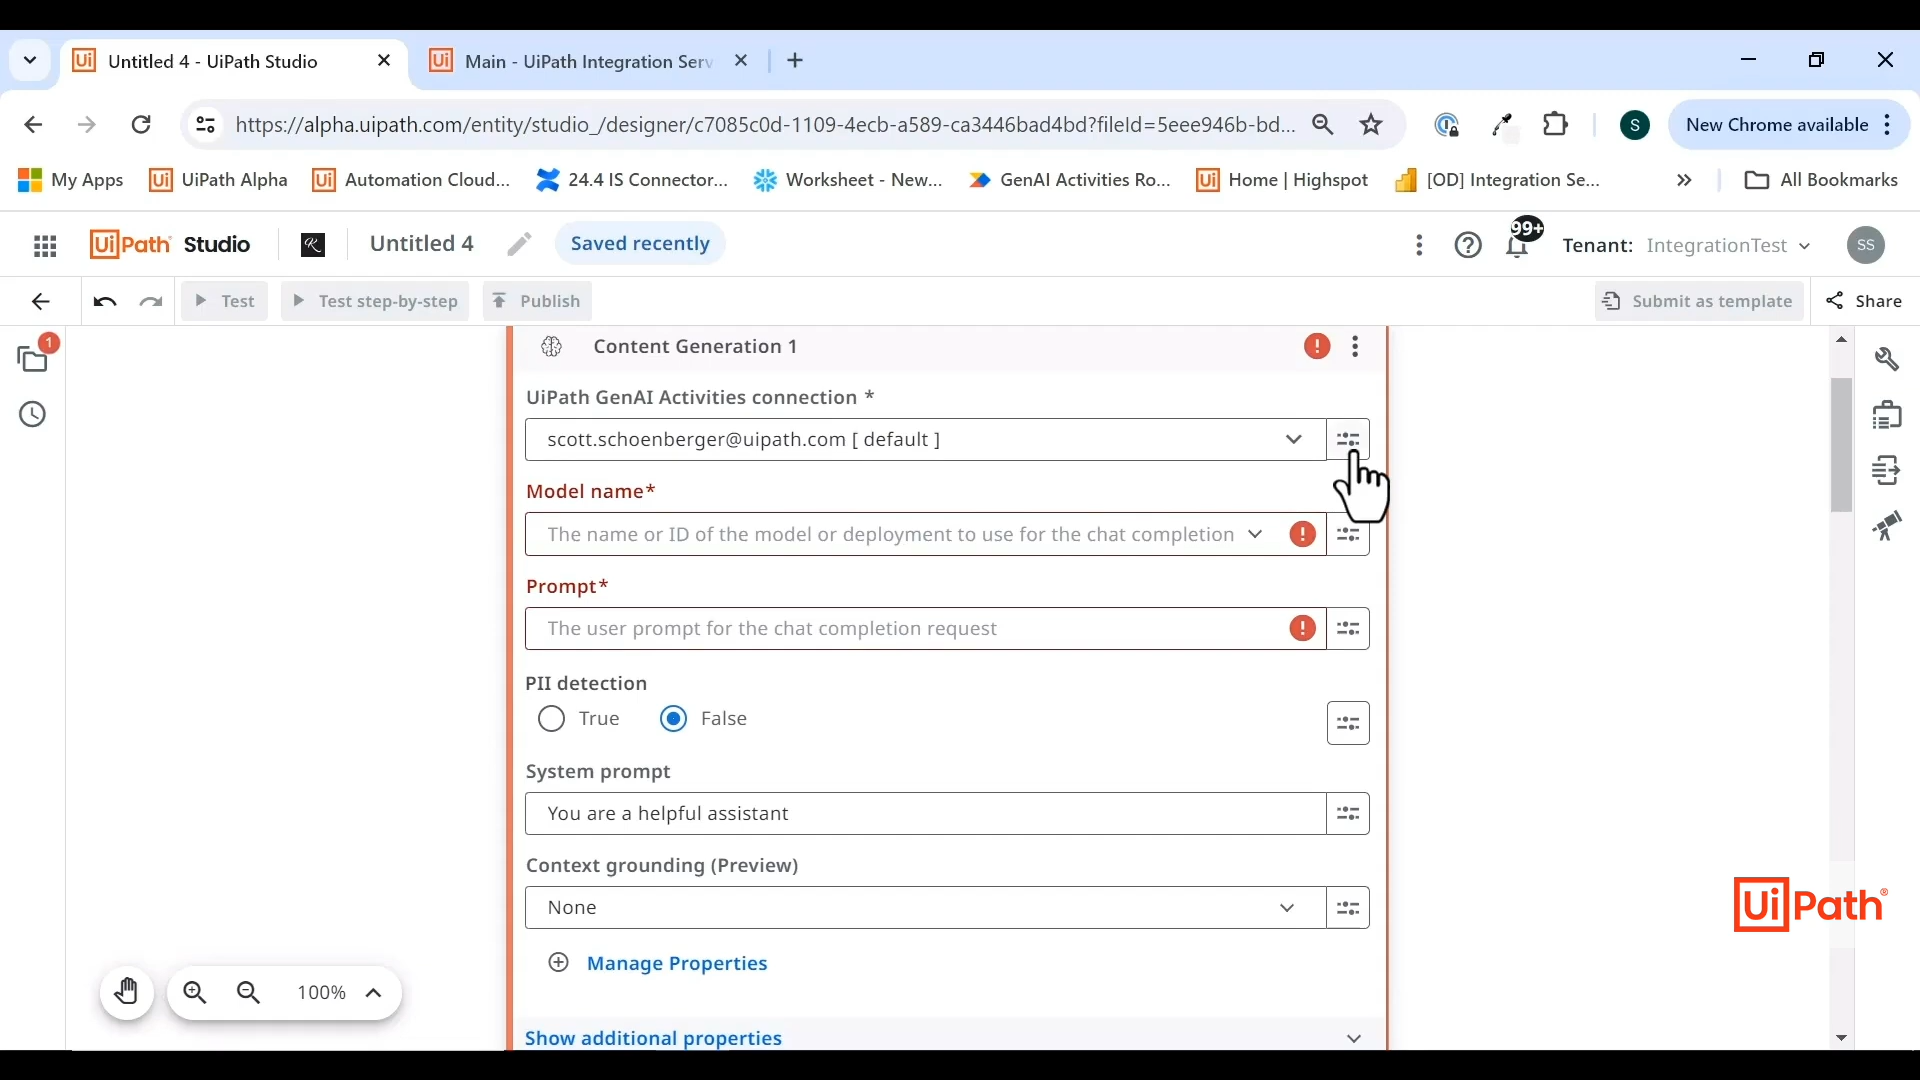 Untitled 4 - UiPath Studio
Main - UiPath Integration Serv
https://alpha.uipath.com/entity/studio_/designer/c7085c0d-1109-4ecb-a589-ca3446bad4bd?fileId=5eee946b-bd...
S
New Chrome available
My Apps
UiPath Alpha
Automation Cloud...
24.4 IS Connector...
Worksheet - New...
GenAI Activities Ro...
Home | Highspot
[OD] Integration Se...
All Bookmarks
UiPath Studio
Untitled 4
Saved recently
99+
Tenant: IntegrationTest
SS
Test
Test step-by-step
Publish
Submit as template
Share
1
Content Generation 1
UiPath GenAI Activities connection *
scott.schoenberger@uipath.com [ default ]
Model name*
The name or ID of the model or deployment to use for the chat completion
Prompt*
The user prompt for the chat completion request
PII detection
True
False
System prompt
You are a helpful assistant
Context grounding (Preview)
None
Manage Properties
Show additional properties
100%
UiPath®